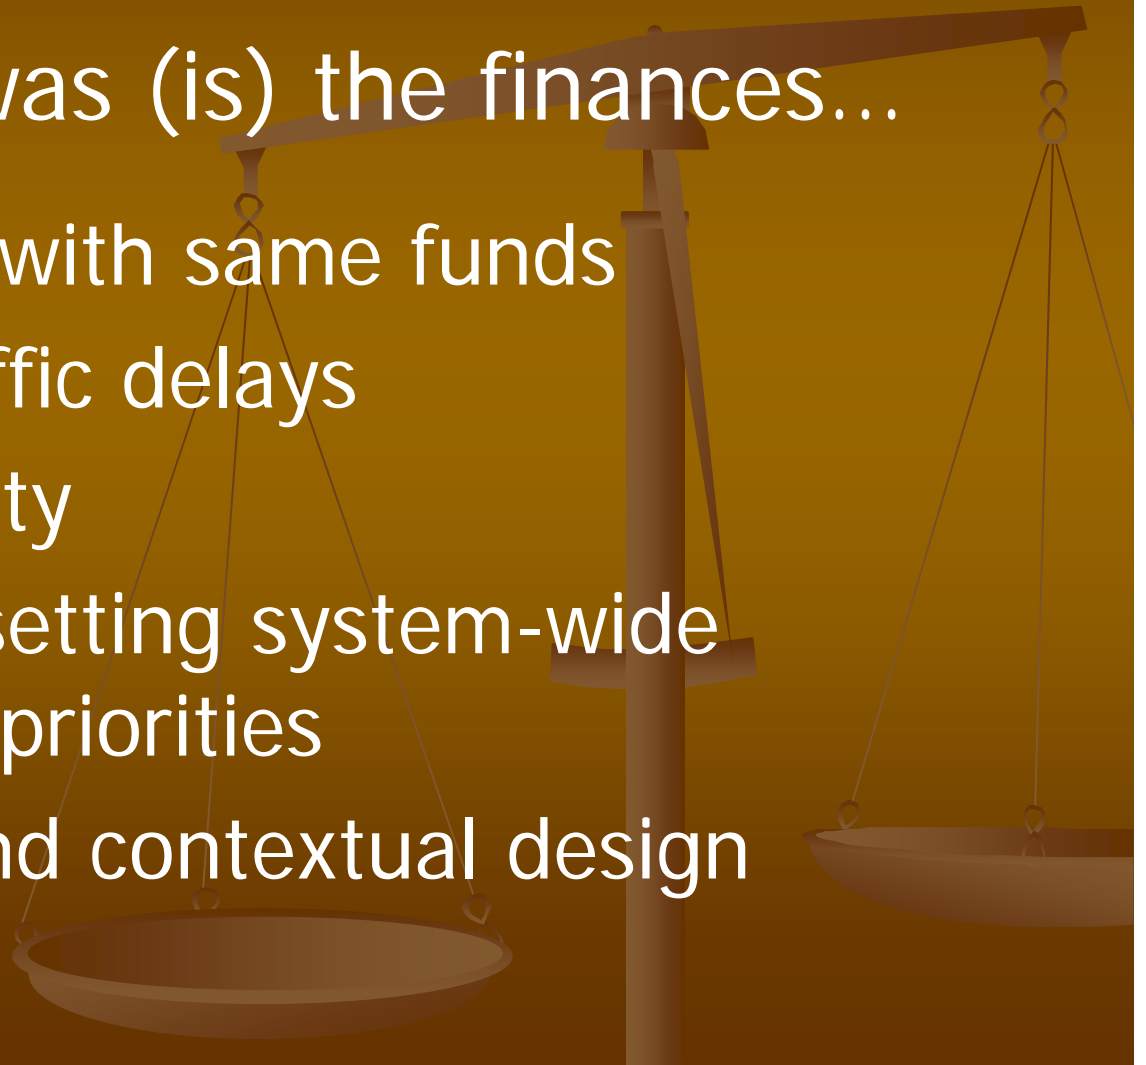 was (is) the finances…
with same funds
ffic delays
ty
setting system-wide
priorities
nd contextual design